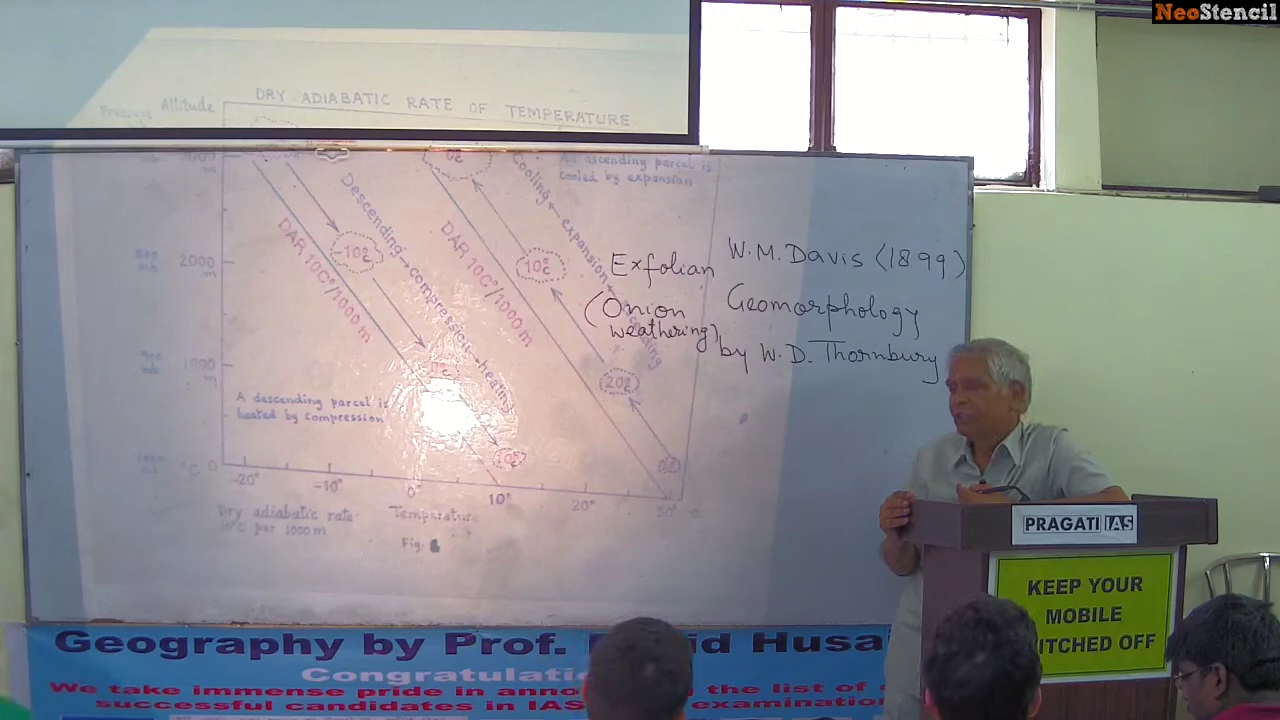 NeoStencil
DRY ADIABATIC RATE OF TEMPERATURE
Altitude
An ascending parcel is
cooled by expansion
Descending→compression→heating
Cooling ← expansion
DAR 10C°/1000 m
DAR 10C°/1000 m
-10°c
10°c
2000
m
20°c
1000
m
A descending parcel is
heated by compression
°C 0
-20° -10° 0° 10° 20° 30°
Dry adiabatic rate
10°C per 1000 m
Temperature
Fig.
Exfolian
(Onion
weathering)
W.M. Davis (1899)
Geomorphology
by W. D. Thornbury
PRAGATI IAS
KEEP YOUR
MOBILE
ITCHED OFF
Geography by Prof. id Husai
Congratulati
We take immense pride in anno the list of
successful candidates in IAS examination